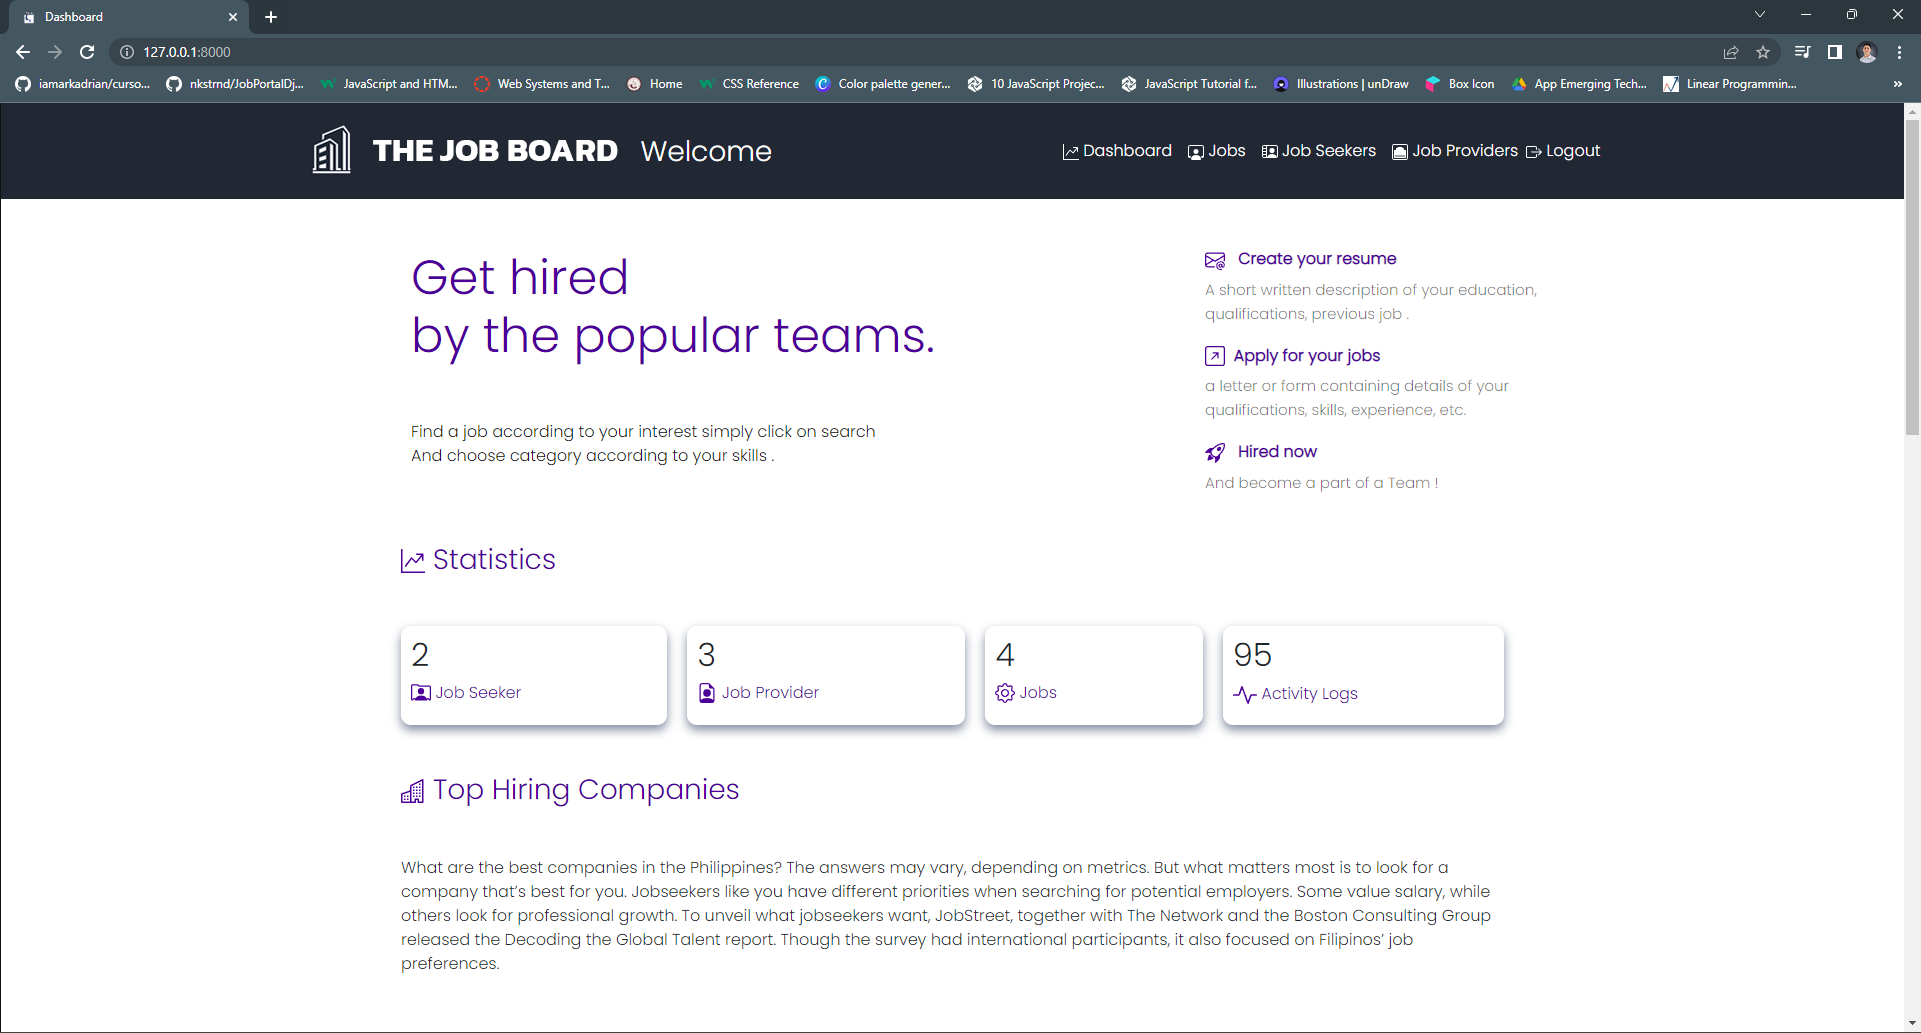 Dashboard
127.0.0.1:8000
iamarkadrian/curso...
nkstrnd/JobPortalDj...
JavaScript and HTM...
Web Systems and T...
Home
CSS Reference
Color palette gener...
10 JavaScript Projec...
JavaScript Tutorial f...
Illustrations | unDraw
Box Icon
App Emerging Tech...
Linear Programmin...
THE JOB BOARD
Welcome
Dashboard
Jobs
Job Seekers
Job Providers
Logout
Get hired
by the popular teams.
Find a job according to your interest simply click on search
And choose category according to your skills .
Create your resume
A short written description of your education,
qualifications, previous job .
Apply for your jobs
a letter or form containing details of your
qualifications, skills, experience, etc.
Hired now
And become a part of a Team !
Statistics
2
Job Seeker
3
Job Provider
4
Jobs
95
Activity Logs
Top Hiring Companies
What are the best companies in the Philippines? The answers may vary, depending on metrics. But what matters most is to look for a
company that’s best for you. Jobseekers like you have different priorities when searching for potential employers. Some value salary, while
others look for professional growth. To unveil what jobseekers want, JobStreet, together with The Network and the Boston Consulting Group
released the Decoding the Global Talent report. Though the survey had international participants, it also focused on Filipinos’ job
preferences.